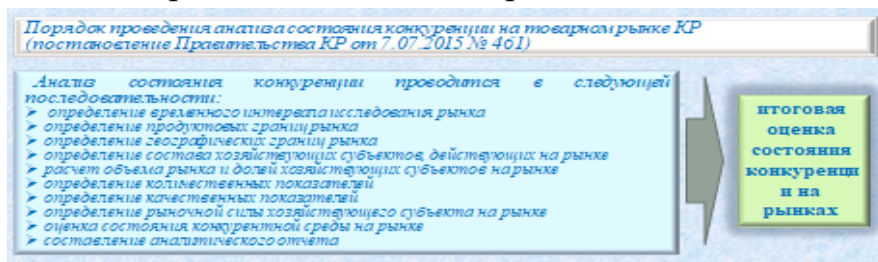 Порядок проведения анализа состояния конкуренции на товарном рынке КР
(постановление Правительства КР от 7.07.2015 № 461)
Анализ состояния конкуренции проводится в следующей
последовательности:
➢ определение временного интервала исследования рынка
➢ определение продуктовых границ рынка
➢ определение географических границ рынка
➢ определение состава хозяйствующих субъектов, действующих на рынке
➢ расчет объема рынка и долей хозяйствующих субъектов на рынке
➢ определение количественных показателей
➢ определение качественных показателей
➢ определение рыночной силы хозяйствующего субъекта на рынке
➢ оценка состояния конкурентной среды на рынке
➢ составление аналитического отчета
итоговая
оценка
состояния
конкуренци
и на
рынках